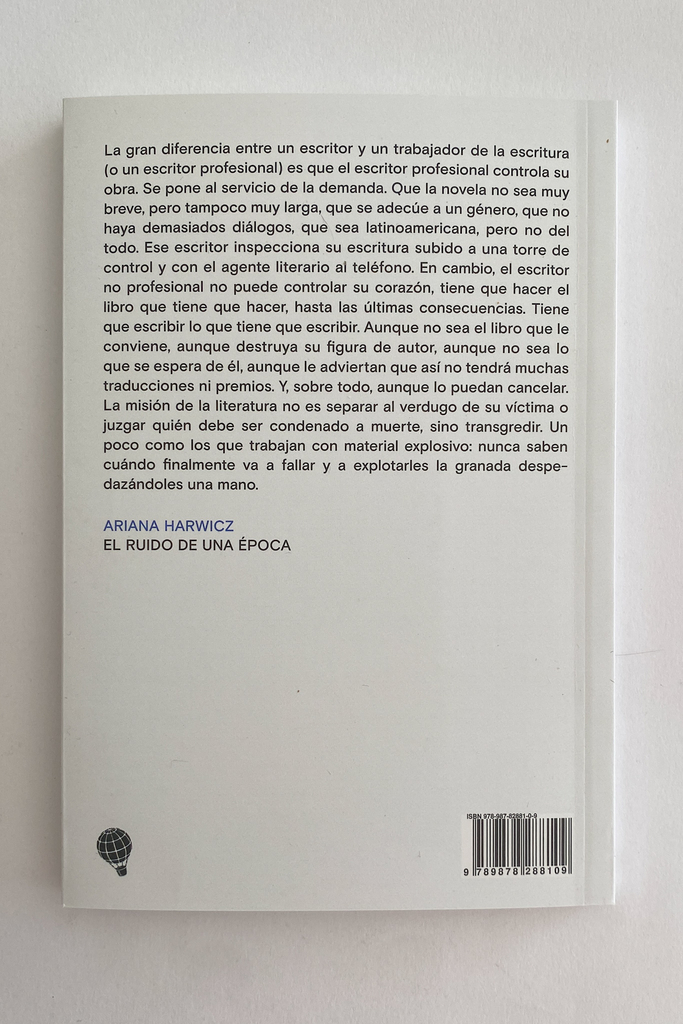 La gran diferencia entre un escritor y un trabajador de la escritura
(o un escritor profesional) es que el escritor profesional controla su
obra. Se pone al servicio de la demanda. Que la novela no sea muy
breve, pero tampoco muy larga, que se adecúe a un género, que no
haya demasiados diálogos, que sea latinoamericana, pero no del
todo. Ese escritor inspecciona su escritura subido a una torre de
control y con el agente literario al teléfono. En cambio, el escritor
no profesional no puede controlar su corazón, tiene que hacer el
libro que tiene que hacer, hasta las últimas consecuencias. Tiene
que escribir lo que tiene que escribir. Aunque no sea el libro que le
conviene, aunque destruya su figura de autor, aunque no sea lo
que se espera de él, aunque le adviertan que así no tendrá muchas
traducciones ni premios. Y, sobre todo, aunque lo puedan cancelar.
La misión de la literatura no es separar al verdugo de su víctima o
juzgar quién debe ser condenado a muerte, sino transgredir. Un
poco como los que trabajan con material explosivo: nunca saben
cuándo finalmente va a fallar y a explotarles la granada despe-
dazándoles una mano.
ARIANA HARWICZ
EL RUIDO DE UNA ÉPOCA
ISBN 978-987-82881-0-9
9 789878 288109